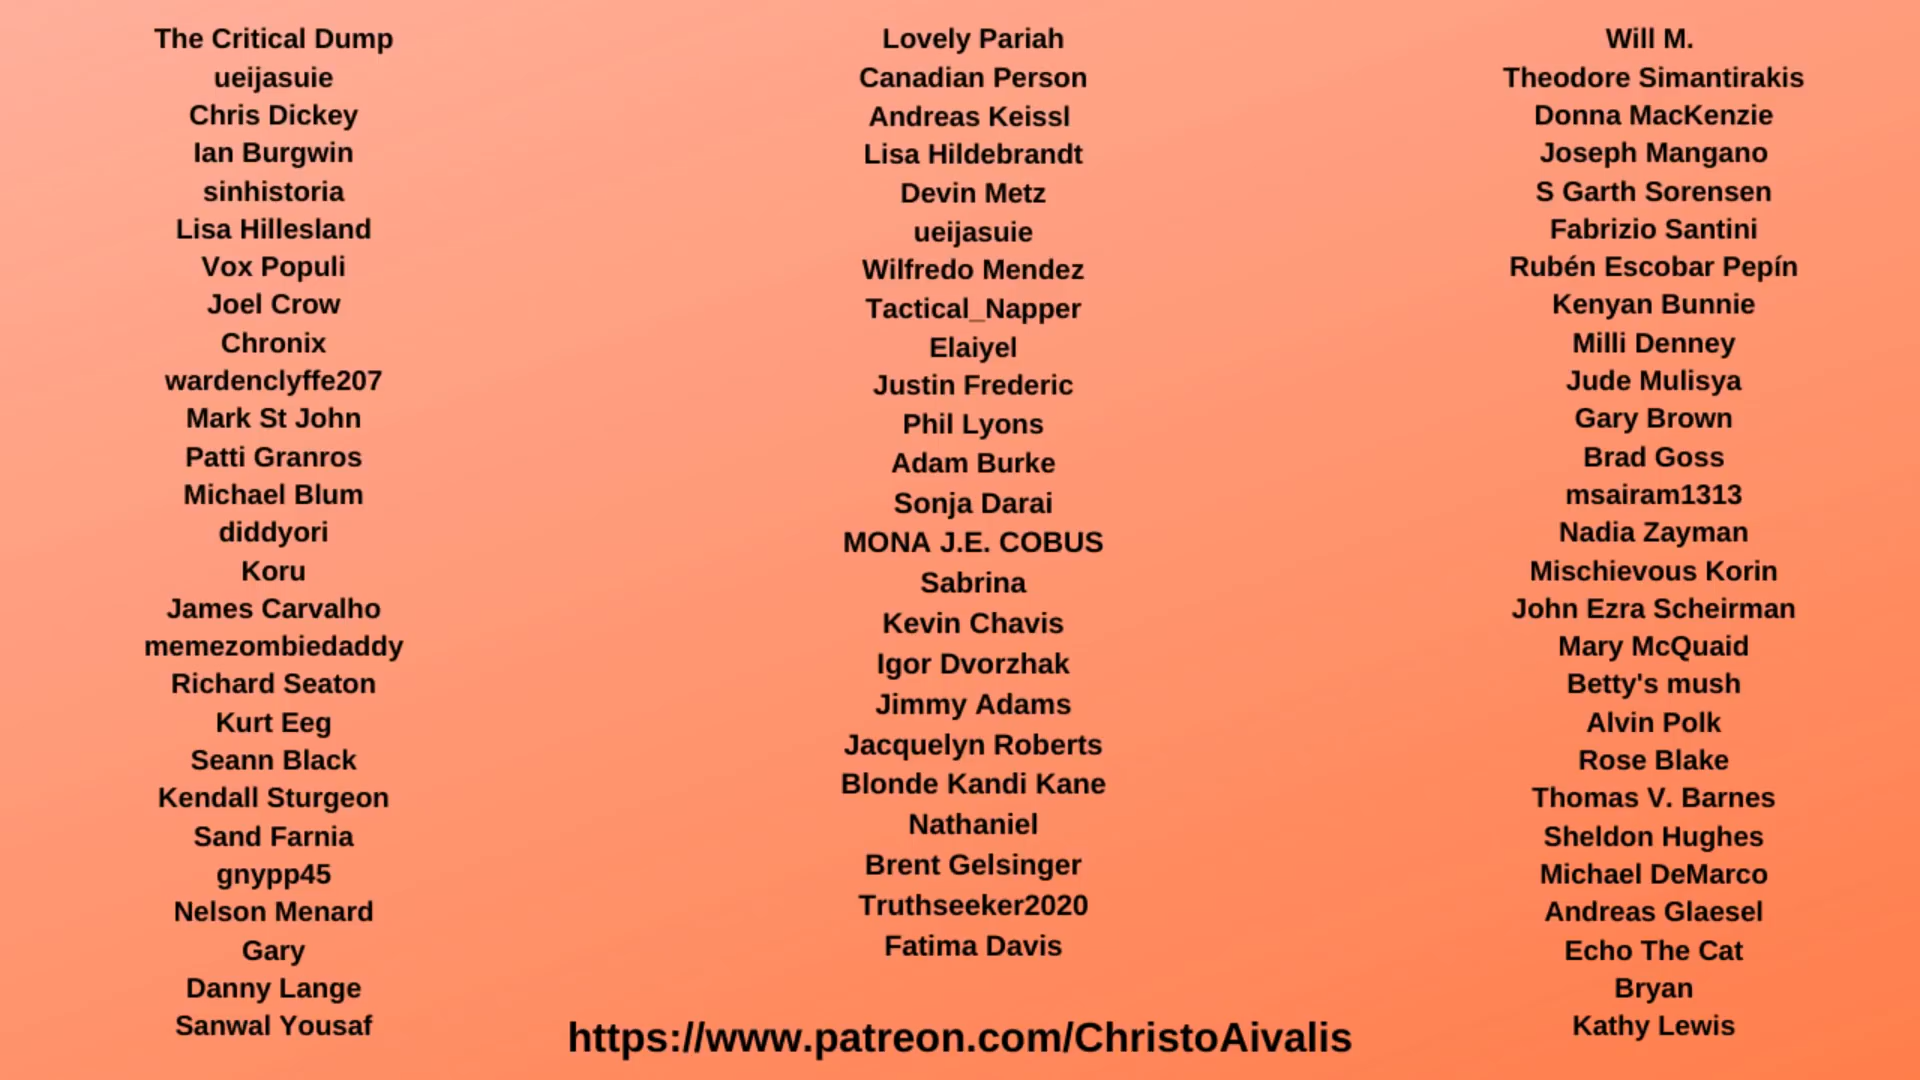 The Critical Dump
ueijasuie
Chris Dickey
Ian Burgwin
sinhistoria
Lisa Hillesland
Vox Populi
Joel Crow
Chronix
wardenclyffe207
Mark St John
Patti Granros
Michael Blum
diddyori
Koru
James Carvalho
memezombiedaddy
Richard Seaton
Kurt Eeg
Seann Black
Kendall Sturgeon
Sand Farnia
gnypp45
Nelson Menard
Gary
Danny Lange
Sanwal Yousaf
Lovely Pariah
Canadian Person
Andreas Keissl
Lisa Hildebrandt
Devin Metz
ueijasuie
Wilfredo Mendez
Tactical_Napper
Elaiyel
Justin Frederic
Phil Lyons
Adam Burke
Sonja Darai
MONA J.E. COBUS
Sabrina
Kevin Chavis
Igor Dvorzhak
Jimmy Adams
Jacquelyn Roberts
Blonde Kandi Kane
Nathaniel
Brent Gelsinger
Truthseeker2020
Fatima Davis
Will M.
Theodore Simantirakis
Donna MacKenzie
Joseph Mangano
S Garth Sorensen
Fabrizio Santini
Rubén Escobar Pepín
Kenyan Bunnie
Milli Denney
Jude Mulisya
Gary Brown
Brad Goss
msairam1313
Nadia Zayman
Mischievous Korin
John Ezra Scheirman
Mary McQuaid
Betty's mush
Alvin Polk
Rose Blake
Thomas V. Barnes
Sheldon Hughes
Michael DeMarco
Andreas Glaesel
Echo The Cat
Bryan
Kathy Lewis
https://www.patreon.com/ChristoAivalis